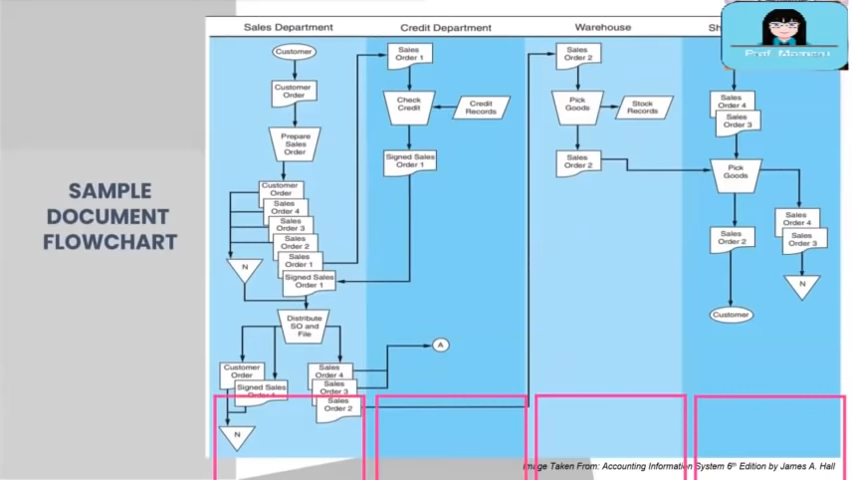 Sales Department
Credit Department
Warehouse
Sh
SAMPLE
DOCUMENT
FLOWCHART
Customer
Customer
Order
Prepare
Sales
Order
Customer
Order
Sales
Order 4
Sales
Order 3
Sales
Order 2
Sales
Order 1
Signed Sales
Order 1
N
Distribute
SO and
File
Customer
Order
Signed Sales
N
Sales
Order 4
Sales
Order 3
Sales
Order 2
A
Sales
Order 1
Check
Credit
Credit
Records
Signed Sales
Order 1
Sales
Order 2
Pick
Goods
Stock
Records
Sales
Order 2
Sales
Order 4
Sales
Order 3
Pick
Goods
Sales
Order 2
Customer
Sales
Order 4
Sales
Order 3
N
Image Taken From: Accounting Information System 6th Edition by James A. Hall